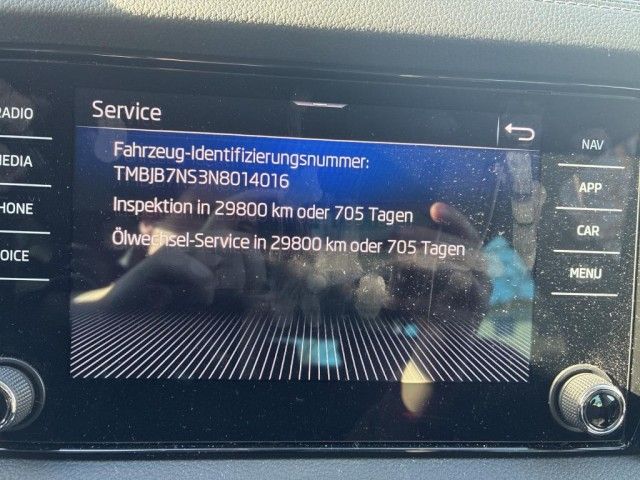 Service
Fahrzeug-Identifizierungsnummer:
TMBJB7NS3N8014016
Inspektion in 29800 km oder 705 Tagen
Ölwechsel-Service in 29800 km oder 705 Tagen
RADIO
MEDIA
PHONE
VOICE
NAV
APP
CAR
MENU